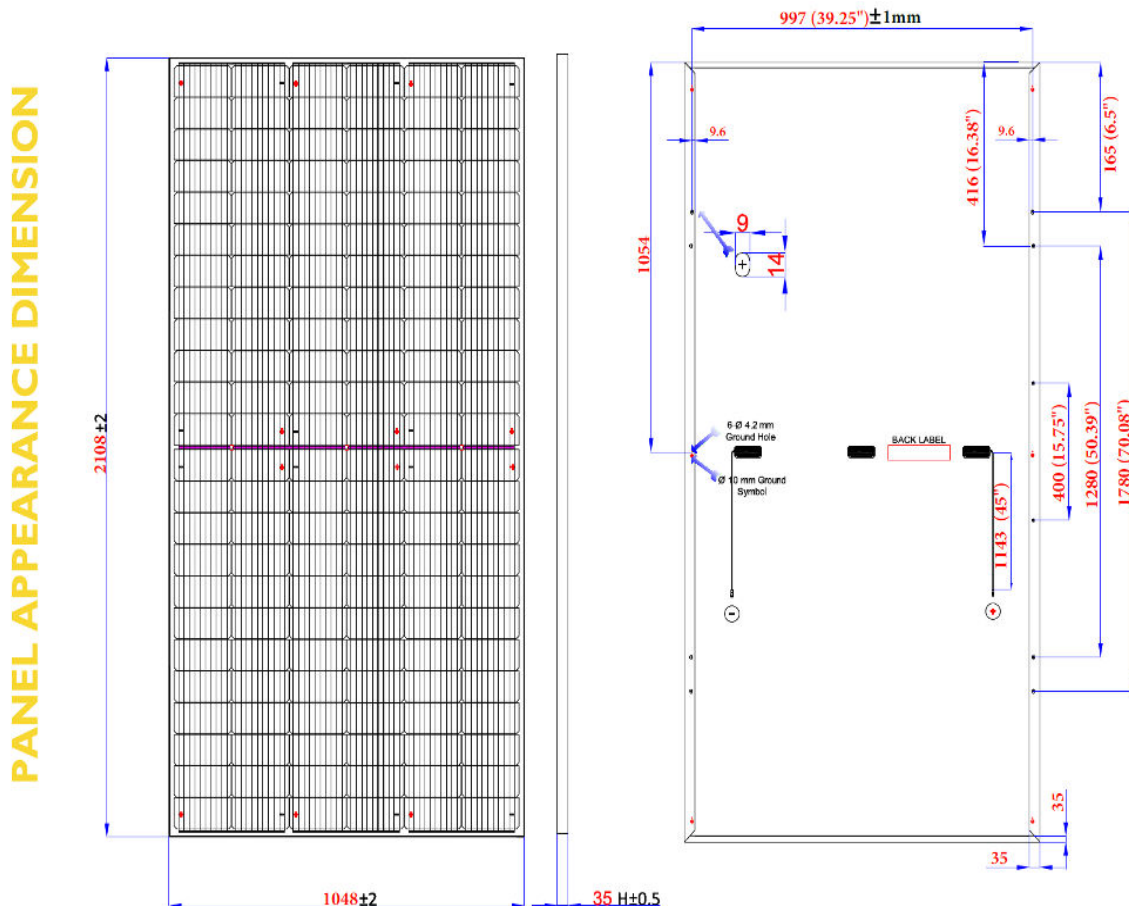 PANEL APPEARANCE DIMENSION
2108±2
1048±2
35 H±0.5
997 (39.25")±1mm
9.6
9.6
416 (16.38")
165 (6.5")
1054
9
14
6-Ø 4.2 mm
Ground Hole
Ø 10 mm Ground
Symbol
BACK LABEL
1143 (45")
400 (15.75")
1280 (50.39")
1780 (70.08")
-
+
35
35